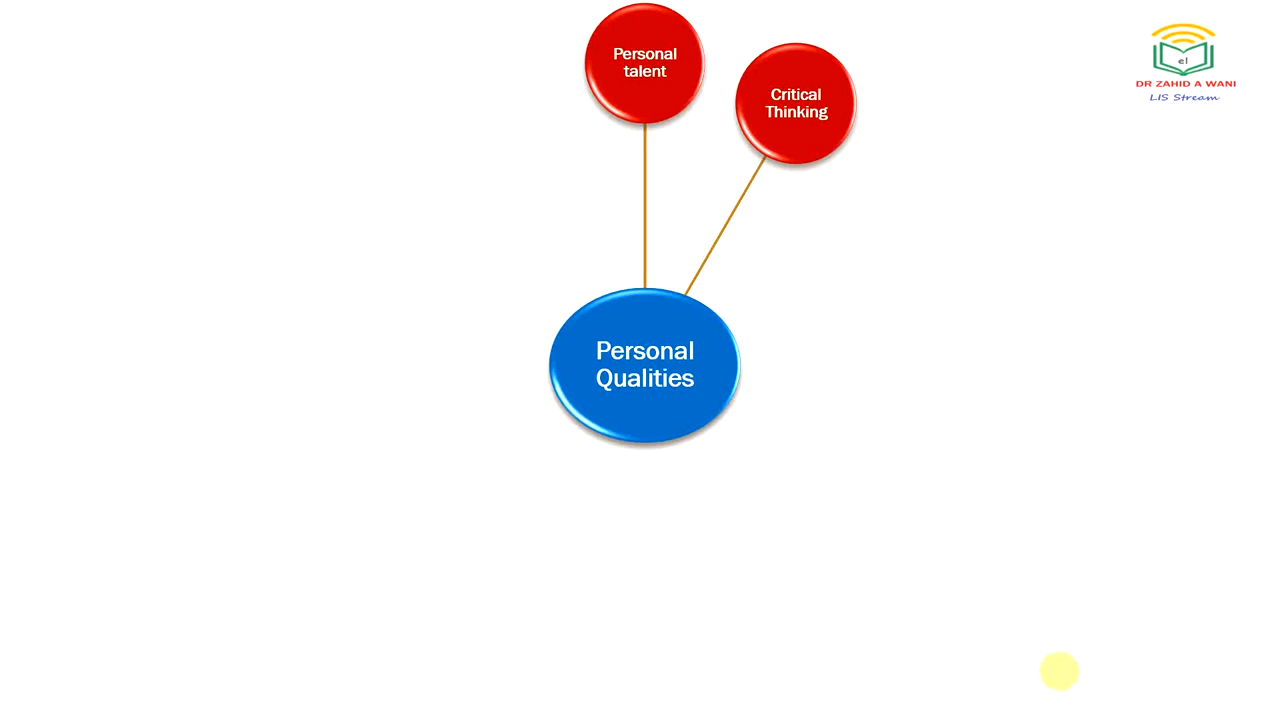 Personal
talent
Critical
Thinking
el
DR ZAHID A WANI
LIS Stream
Personal
Qualities